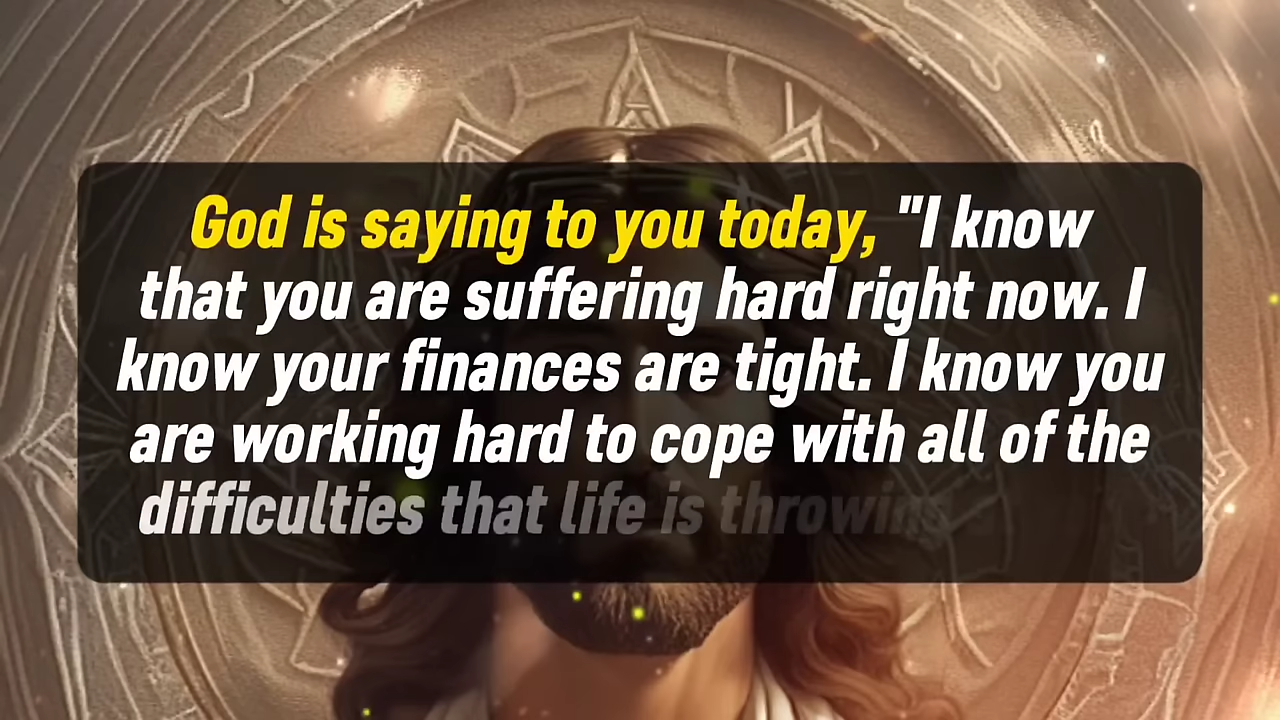 God is saying to you today, "I know
that you are suffering hard right now. I
know your finances are tight. I know you
are working hard to cope with all of the
difficulties that life is throwing